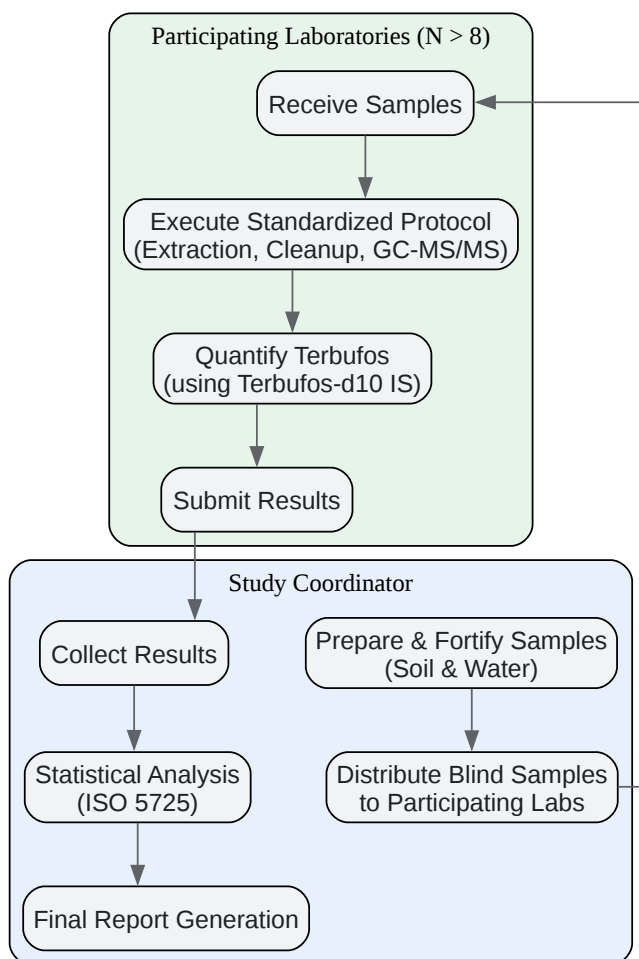 Participating Laboratories (N > 8)
Receive Samples
Execute Standardized Protocol
(Extraction, Cleanup, GC-MS/MS)
Quantify Terbufos
(using Terbufos-d10 IS)
Submit Results
Study Coordinator
Collect Results
Prepare & Fortify Samples
(Soil & Water)
Statistical Analysis
(ISO 5725)
Distribute Blind Samples
to Participating Labs
Final Report Generation